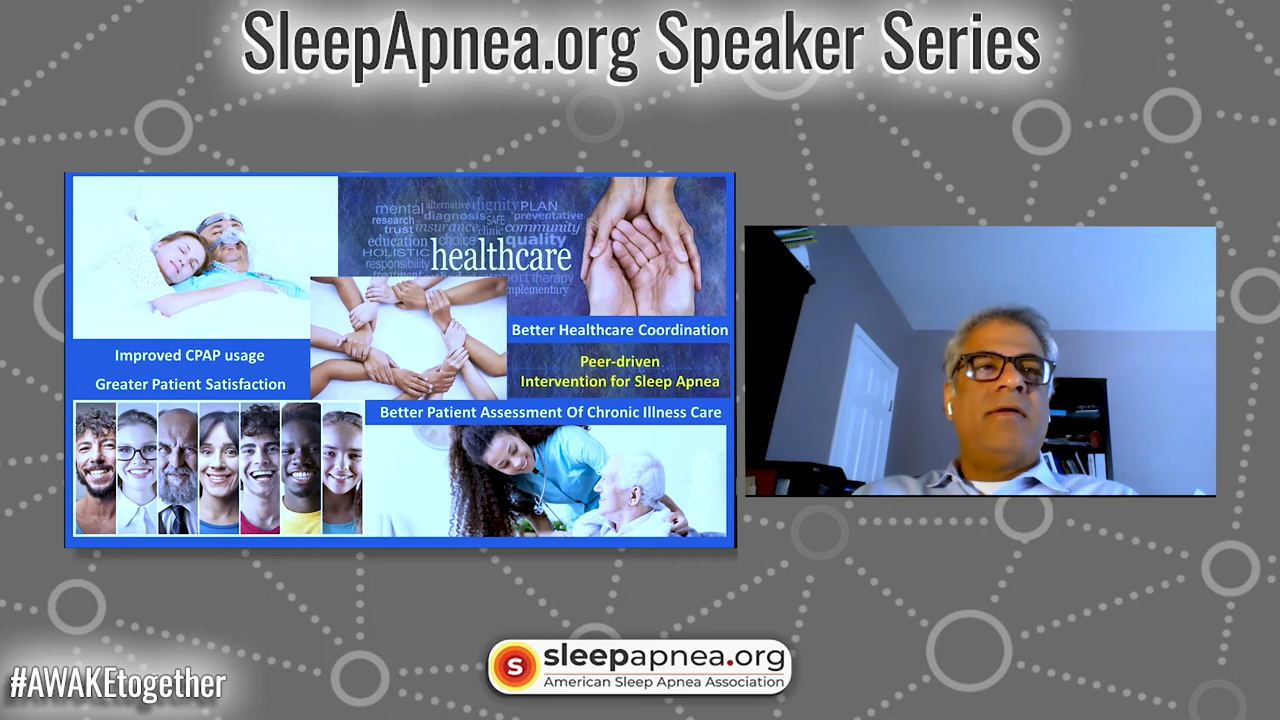 SleepApnea.org Speaker Series
mental
alternative
dignity
PLAN
research
diagnosis
SAFE
preventative
trust
insurance
clinic
community
education
choice
quality
HOLISTIC
healthcare
responsibility
support therapy
treatment
Better Healthcare Coordination
Improved CPAP usage
Greater Patient Satisfaction
Peer-driven
Intervention for Sleep Apnea
Better Patient Assessment Of Chronic Illness Care
#AWAKEtogether
S
sleepapnea.org
American Sleep Apnea Association